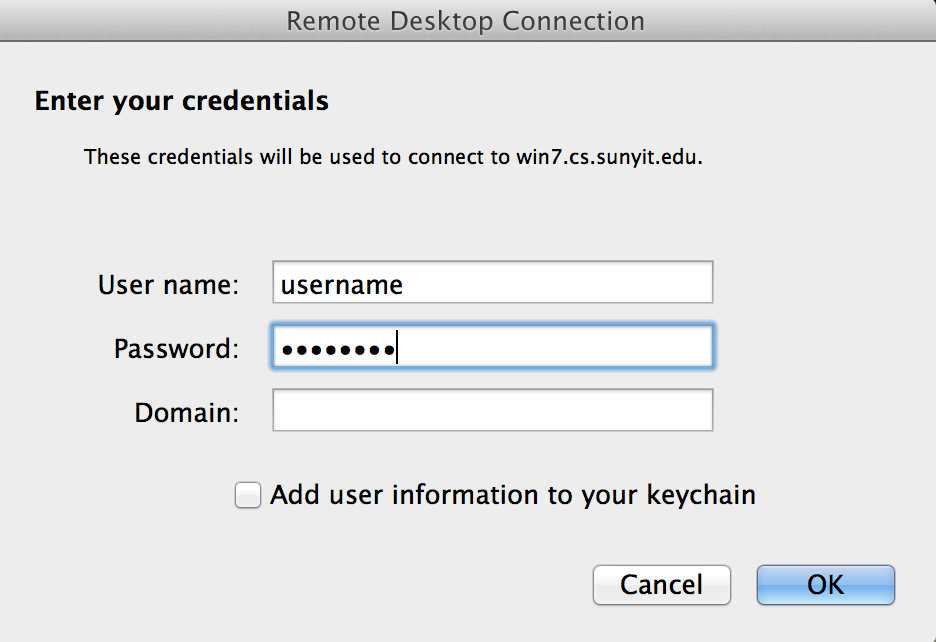 Remote Desktop Connection
Enter your credentials
These credentials will be used to connect to win7.cs.sunyit.edu.
User name: username
Password: ••••••••
Domain:
Add user information to your keychain
Cancel OK